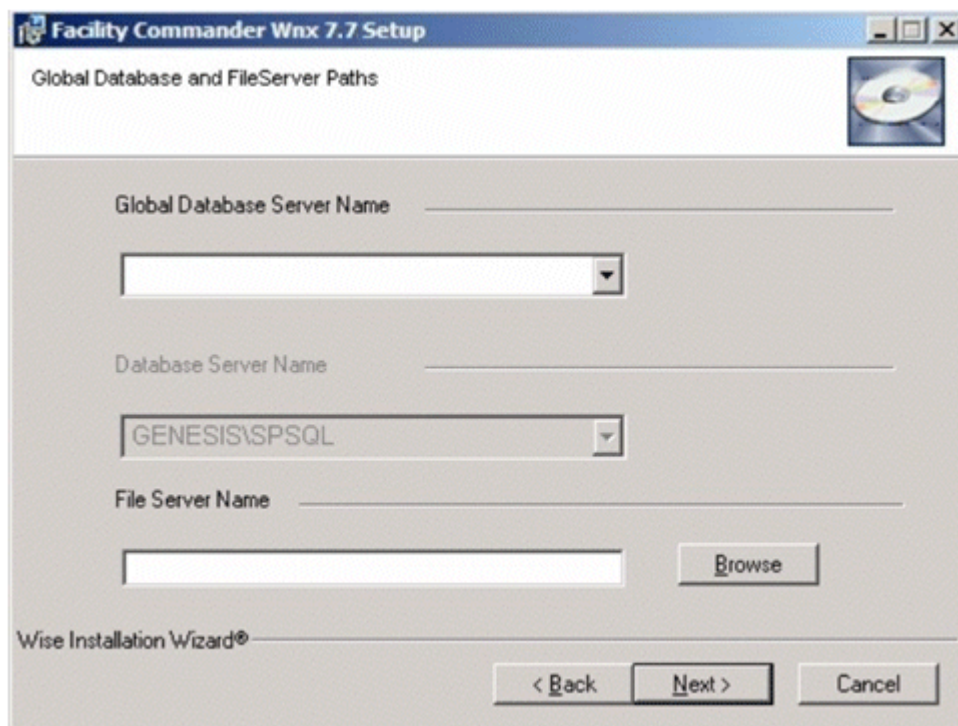 Facility Commander Wnx 7.7 Setup
Global Database and FileServer Paths
Global Database Server Name
Database Server Name
GENESIS\SPSQL
File Server Name
Browse
Wise Installation Wizard®
< Back Next > Cancel